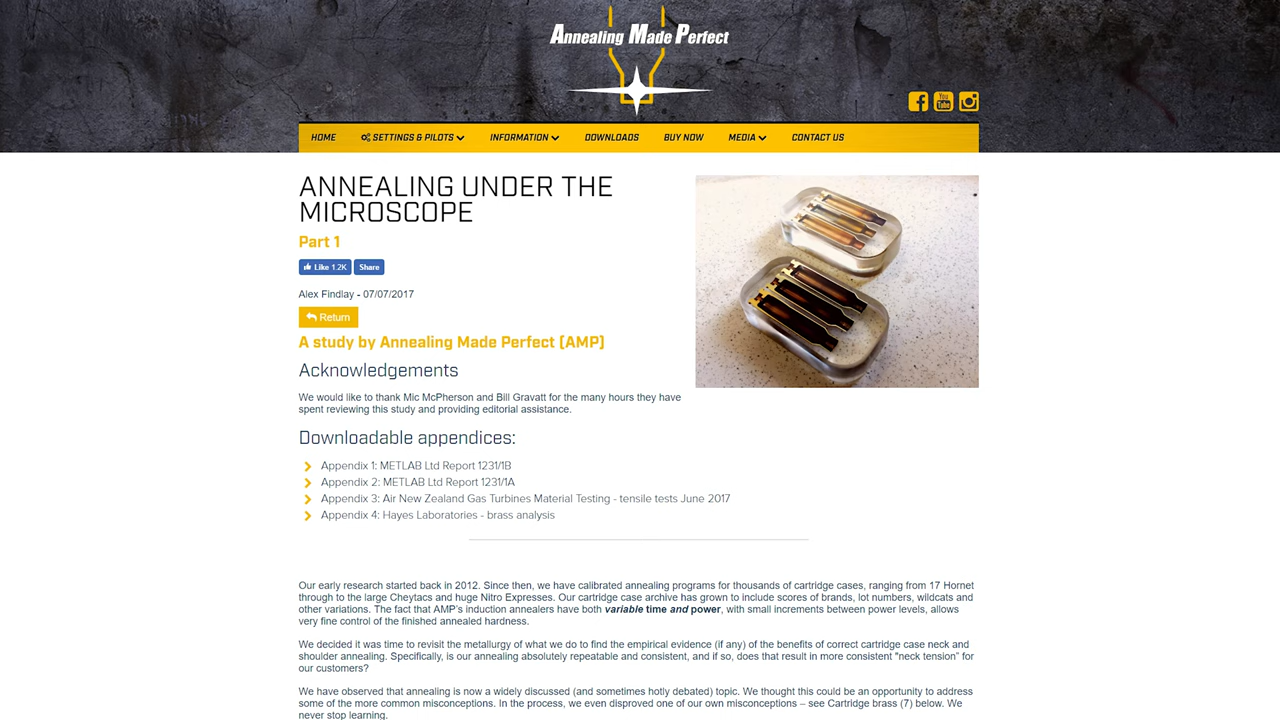 Annealing Made Perfect
You
Tube
HOME SETTINGS & PILOTS INFORMATION DOWNLOADS BUY NOW MEDIA CONTACT US
ANNEALING UNDER THE
MICROSCOPE
Part 1
Like 1.2K Share
Alex Findlay - 07/07/2017
Return
A study by Annealing Made Perfect (AMP)
Acknowledgements
We would like to thank Mic McPherson and Bill Gravatt for the many hours they have
spent reviewing this study and providing editorial assistance.
Downloadable appendices:
Appendix 1: METLAB Ltd Report 1231/1B
Appendix 2: METLAB Ltd Report 1231/1A
Appendix 3: Air New Zealand Gas Turbines Material Testing - tensile tests June 2017
Appendix 4: Hayes Laboratories - brass analysis
Our early research started back in 2012. Since then, we have calibrated annealing programs for thousands of cartridge cases, ranging from 17 Hornet
through to the large Cheytacs and huge Nitro Expresses. Our cartridge case archive has grown to include scores of brands, lot numbers, wildcats and
other variations. The fact that AMP's induction annealers have both variable time and power, with small increments between power levels, allows
very fine control of the finished annealed hardness.
We decided it was time to revisit the metallurgy of what we do to find the empirical evidence (if any) of the benefits of correct cartridge case neck and
shoulder annealing. Specifically, is our annealing absolutely repeatable and consistent, and if so, does that result in more consistent "neck tension" for
our customers?
We have observed that annealing is now a widely discussed (and sometimes hotly debated) topic. We thought this could be an opportunity to address
some of the more common misconceptions. In the process, we even disproved one of our own misconceptions – see Cartridge brass (7) below. We
never stop learning.